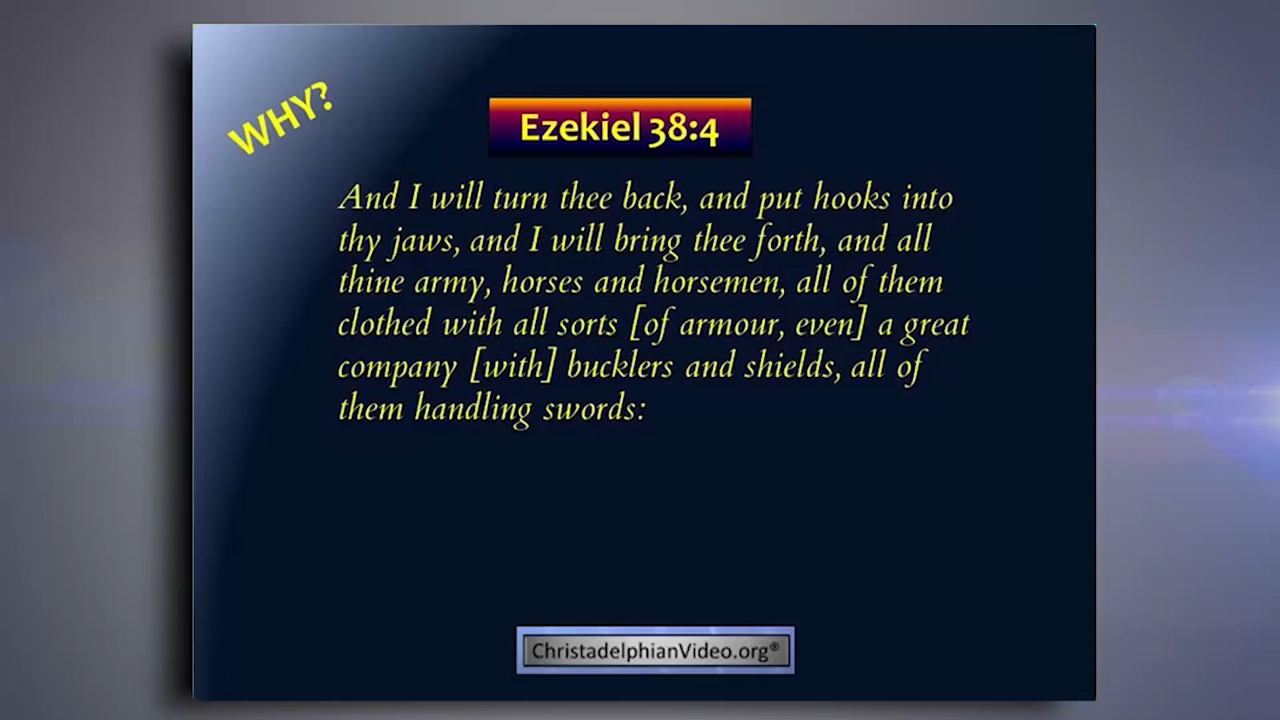 WHY?
Ezekiel 38:4
And I will turn thee back, and put hooks into
thy jaws, and I will bring thee forth, and all
thine army, horses and horsemen, all of them
clothed with all sorts [of armour, even] a great
company [with] bucklers and shields, all of
them handling swords:
ChristadelphianVideo.org®